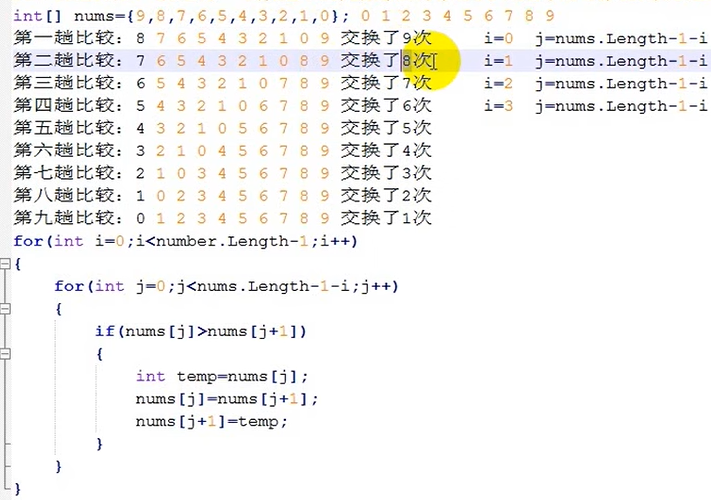 int[] nums={9,8,7,6,5,4,3,2,1,0}; 0 1 2 3 4 5 6 7 8 9
第一趟比较: 8 7 6 5 4 3 2 1 0 9 交换了9次 i=0 j=nums.Length-1-i
第二趟比较: 7 6 5 4 3 2 1 0 8 9 交换了8次 i=1 j=nums.Length-1-i
第三趟比较: 6 5 4 3 2 1 0 7 8 9 交换了7次 i=2 j=nums.Length-1-i
第四趟比较: 5 4 3 2 1 0 6 7 8 9 交换了6次 i=3 j=nums.Length-1-i
第五趟比较: 4 3 2 1 0 5 6 7 8 9 交换了5次
第六趟比较: 3 2 1 0 4 5 6 7 8 9 交换了4次
第七趟比较: 2 1 0 3 4 5 6 7 8 9 交换了3次
第八趟比较: 1 0 2 3 4 5 6 7 8 9 交换了2次
第九趟比较: 0 1 2 3 4 5 6 7 8 9 交换了1次
for(int i=0;i<number.Length-1;i++)
{
for(int j=0;j<nums.Length-1-i;j++)
{
if(nums[j]>nums[j+1])
{
int temp=nums[j];
nums[j]=nums[j+1];
nums[j+1]=temp;
}
}
}